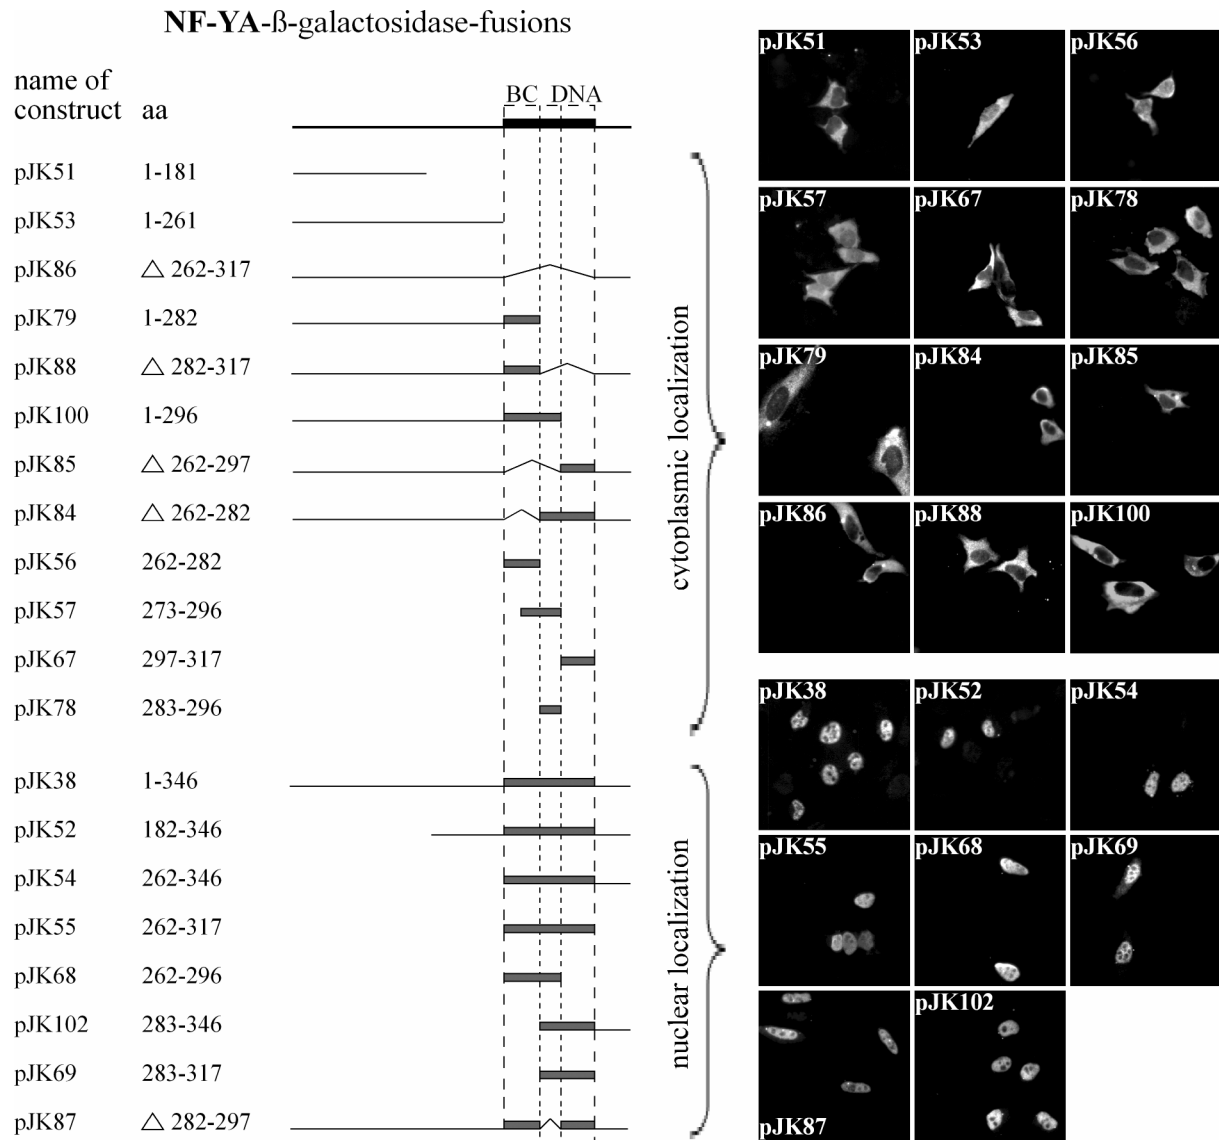 NF-YA-ß-galactosidase-fusions
name of
construct aa
BC DNA
pJK51 1-181
pJK53 1-261
pJK86 △ 262-317
pJK79 1-282
pJK88 △ 282-317
pJK100 1-296
pJK85 △ 262-297
pJK84 △ 262-282
pJK56 262-282
pJK57 273-296
pJK67 297-317
pJK78 283-296
cytoplasmic localization
pJK38 1-346
pJK52 182-346
pJK54 262-346
pJK55 262-317
pJK68 262-296
pJK102 283-346
pJK69 283-317
pJK87 △ 282-297
nuclear localization
pJK51 pJK53 pJK56
pJK57 pJK67 pJK78
pJK79 pJK84 pJK85
pJK86 pJK88 pJK100
pJK38 pJK52 pJK54
pJK55 pJK68 pJK69
pJK102
pJK87